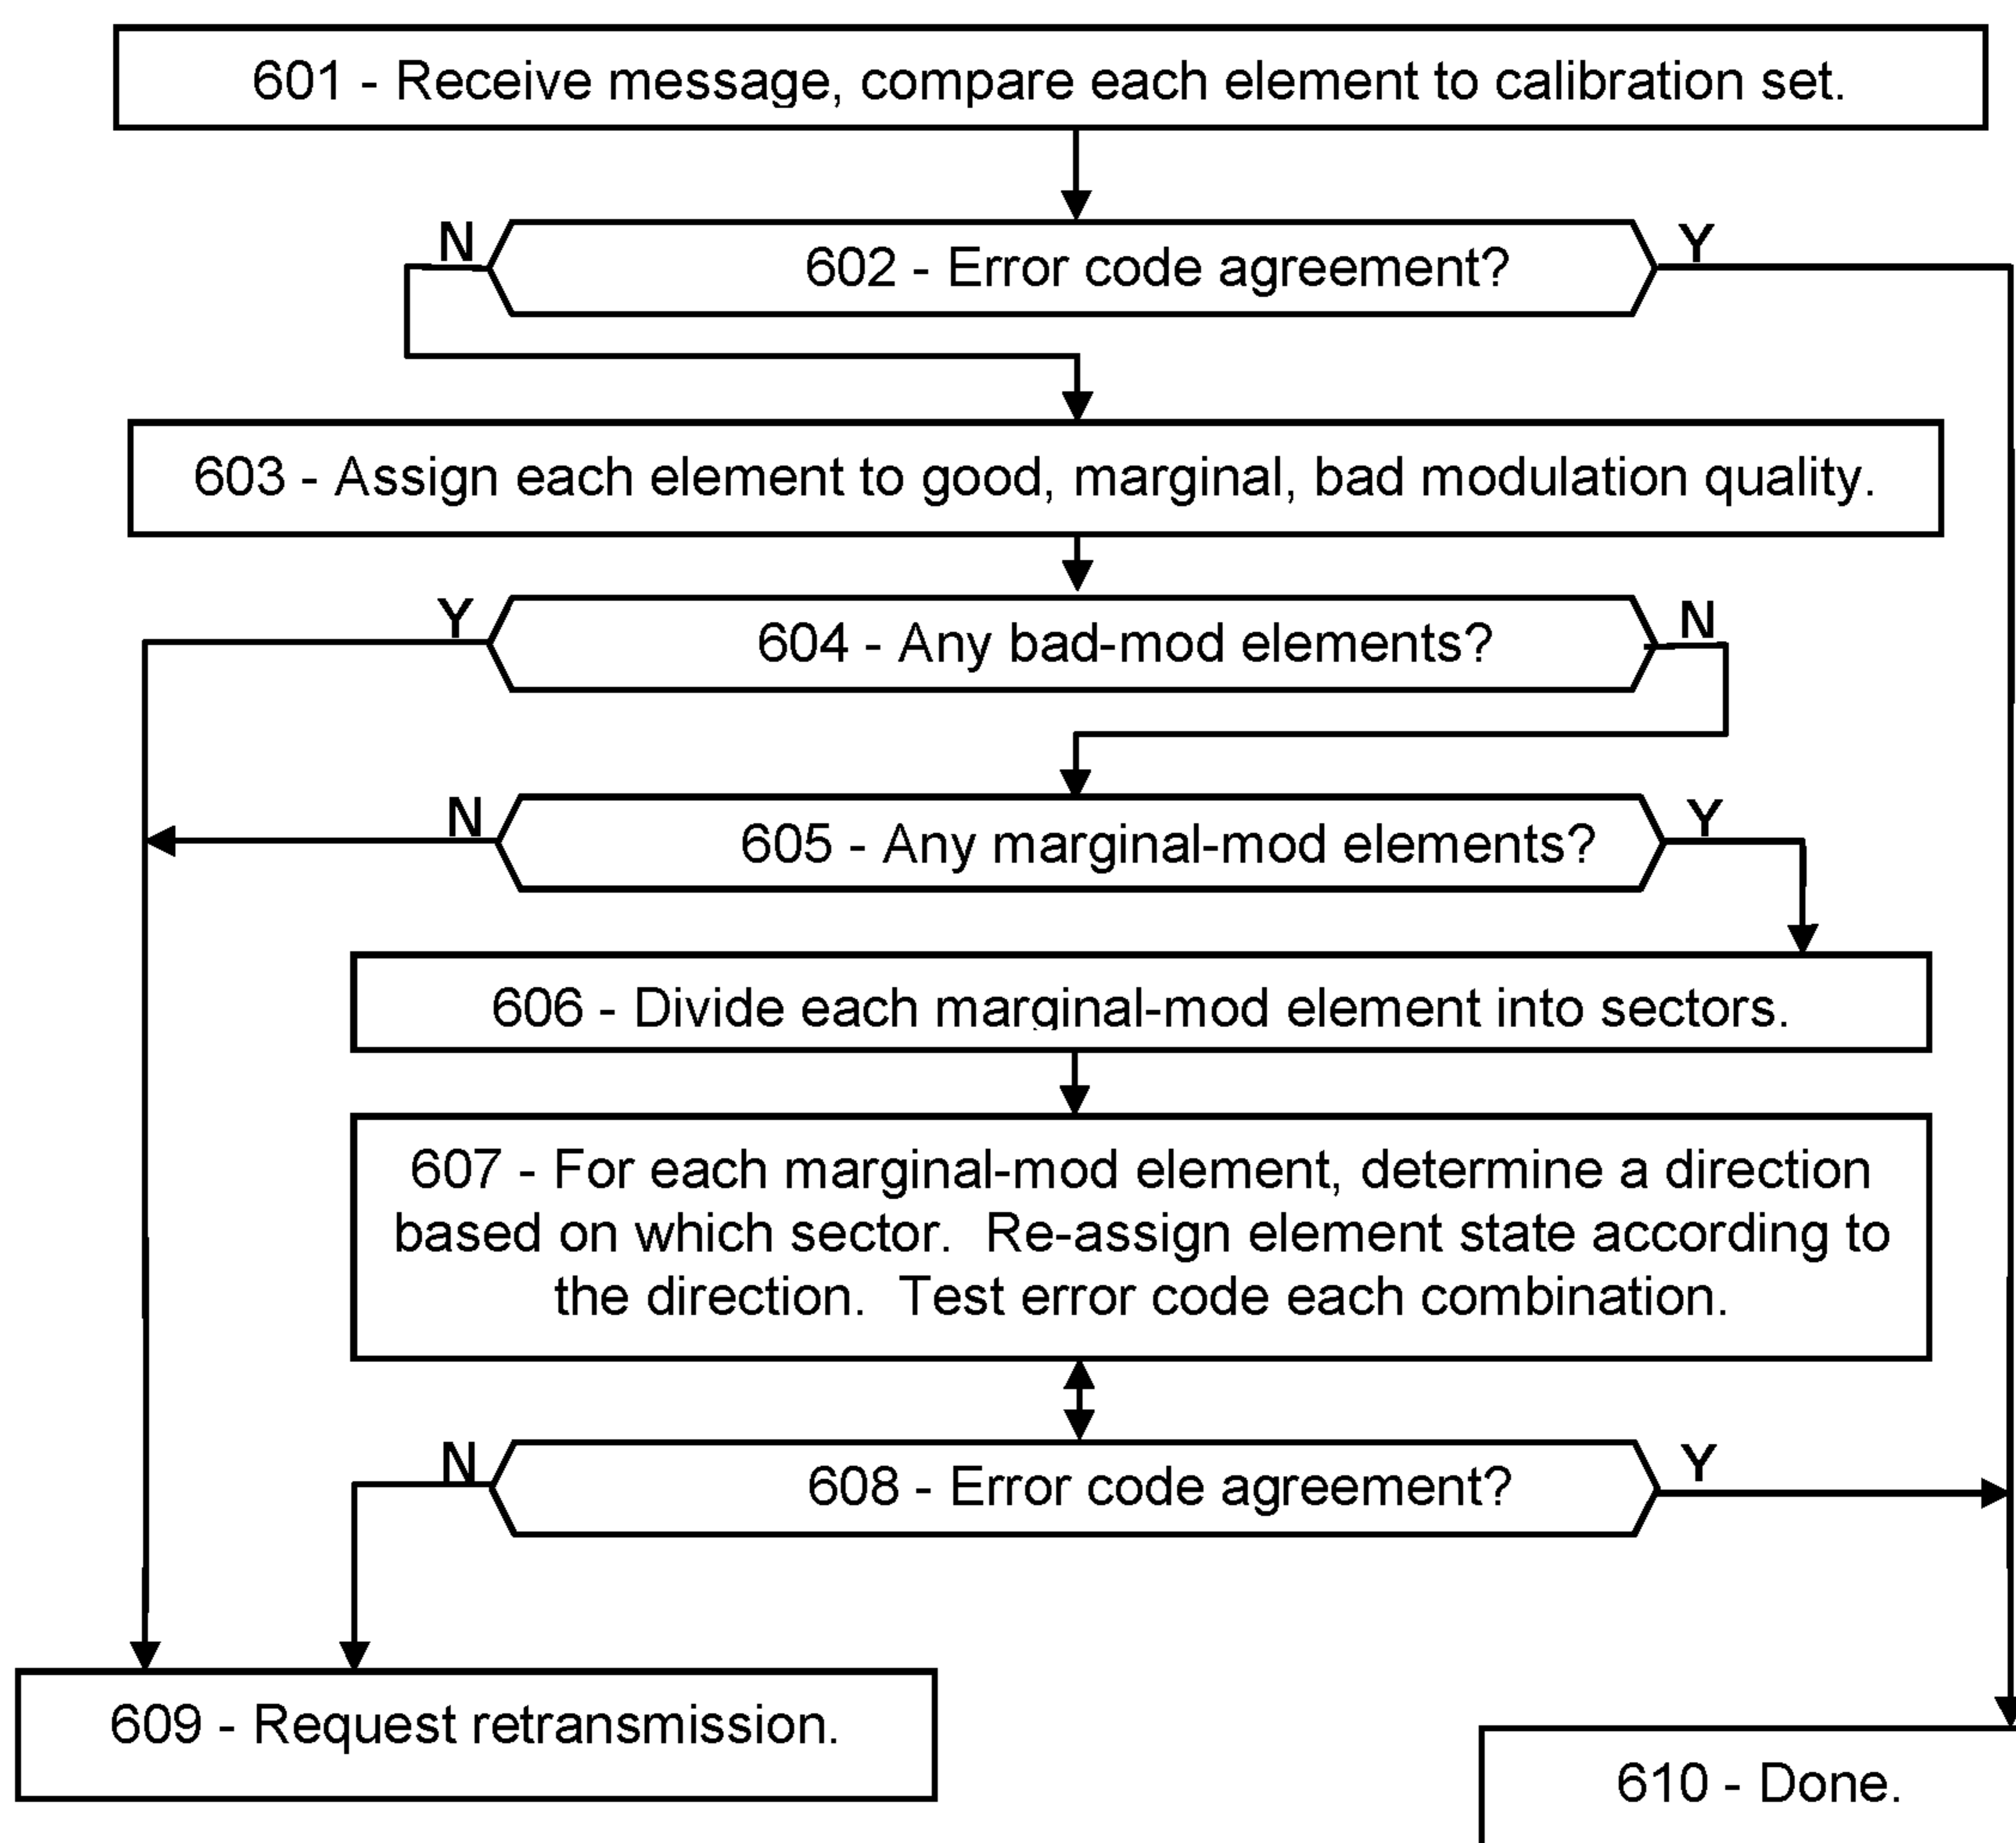 601 - Receive message, compare each element to calibration set.
N
602 - Error code agreement?
Y
603 - Assign each element to good, marginal, bad modulation quality.
Y
604 - Any bad-mod elements?
N
N
605 - Any marginal-mod elements?
Y
606 - Divide each marginal-mod element into sectors.
607 - For each marginal-mod element, determine a direction
based on which sector. Re-assign element state according to
the direction. Test error code each combination.
N
608 - Error code agreement?
Y
609 - Request retransmission.
610 - Done.